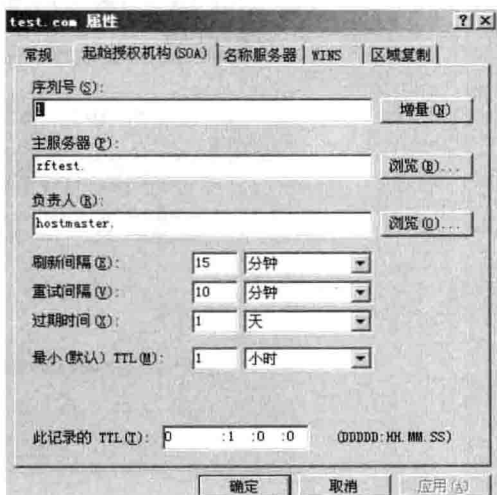 test.com 属性
常规 起始授权机构(SOA) 名称服务器 WINS 区域复制
序列号(S):
1 增量(N)
主服务器(P):
zftest. 浏览(B)...
负责人(R):
hostmaster. 浏览(O)...
刷新间隔(E): 15 分钟
重试间隔(V): 10 分钟
过期时间(X): 1 天
最小(默认) TTL(M): 1 小时
此记录的 TTL(T): 0 :1 :0 :0 (DDDDD:HH.MM.SS)
确定 取消 应用(A)